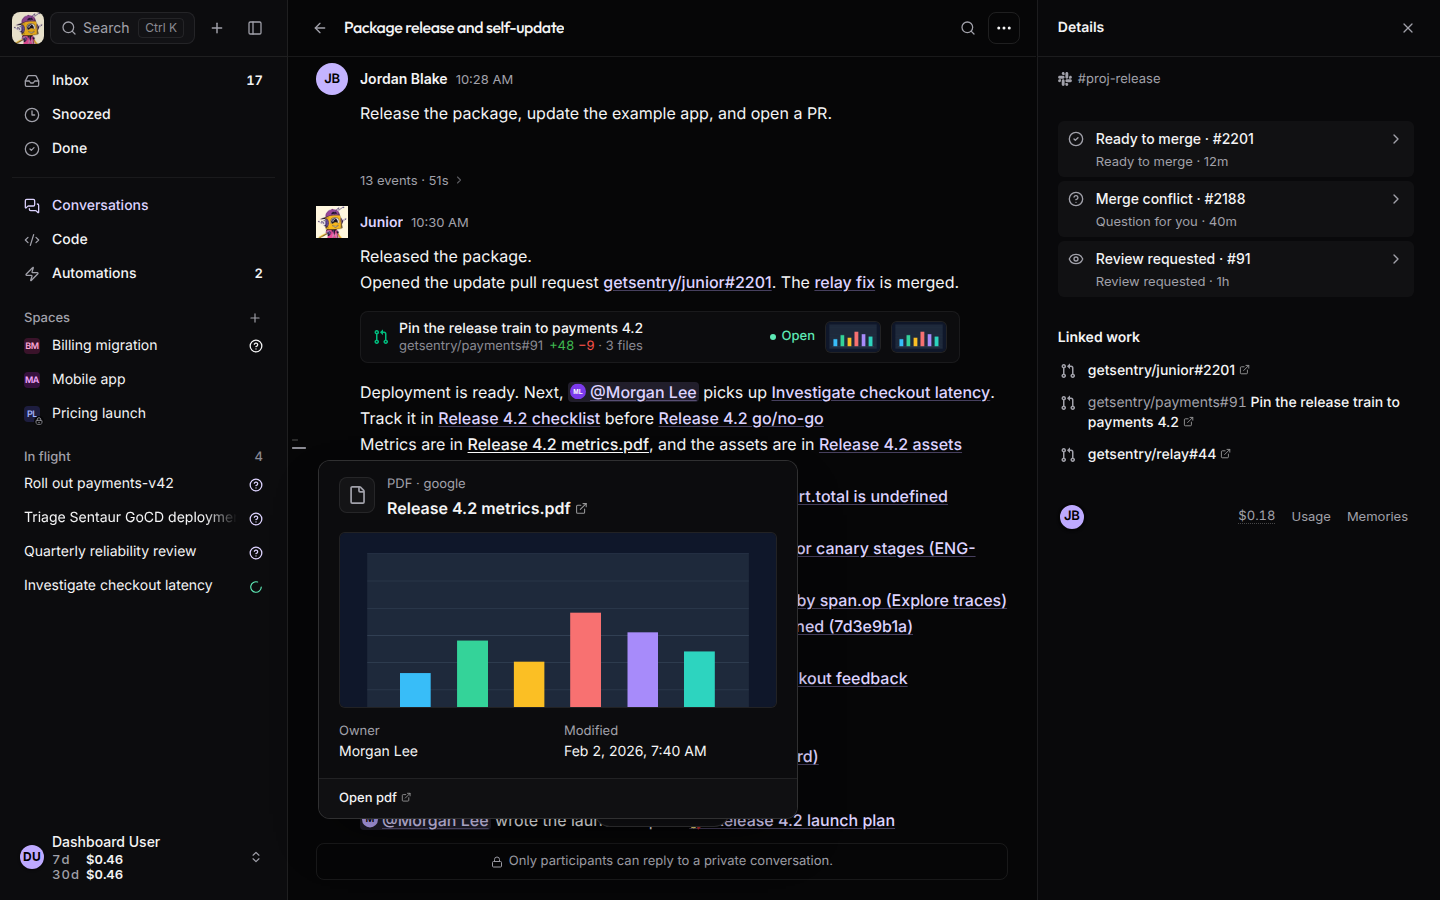 Search Ctrl K
Inbox 17
Snoozed
Done
Conversations
Code
Automations 2
Spaces
BM Billing migration
MA Mobile app
PL Pricing launch
In flight 4
Roll out payments-v42
Triage Sentaur GoCD deployme
Quarterly reliability review
Investigate checkout latency
DU Dashboard User
7d $0.46
30d $0.46
Package release and self-update
JB Jordan Blake 10:28 AM
Release the package, update the example app, and open a PR.
13 events · 51s
Junior 10:30 AM
Released the package.
Opened the update pull request getsentry/junior#2201. The relay fix is merged.
Pin the release train to payments 4.2
getsentry/payments#91 +48 −9 · 3 files
Open
Deployment is ready. Next, ML @Morgan Lee picks up Investigate checkout latency.
Track it in Release 4.2 checklist before Release 4.2 go/no-go
Metrics are in Release 4.2 metrics.pdf, and the assets are in Release 4.2 assets
PDF · google
Release 4.2 metrics.pdf
Owner
Morgan Lee
Modified
Feb 2, 2026, 7:40 AM
Open pdf
rt.total is undefined
or canary stages (ENG-
by span.op (Explore traces)
ned (7d3e9b1a)
kout feedback
rd)
@Morgan Lee wrote the elease 4.2 launch plan
Only participants can reply to a private conversation.
Details
#proj-release
Ready to merge · #2201
Ready to merge · 12m
Merge conflict · #2188
Question for you · 40m
Review requested · #91
Review requested · 1h
Linked work
getsentry/junior#2201
getsentry/payments#91 Pin the release train to
payments 4.2
getsentry/relay#44
JB $0.18 Usage Memories